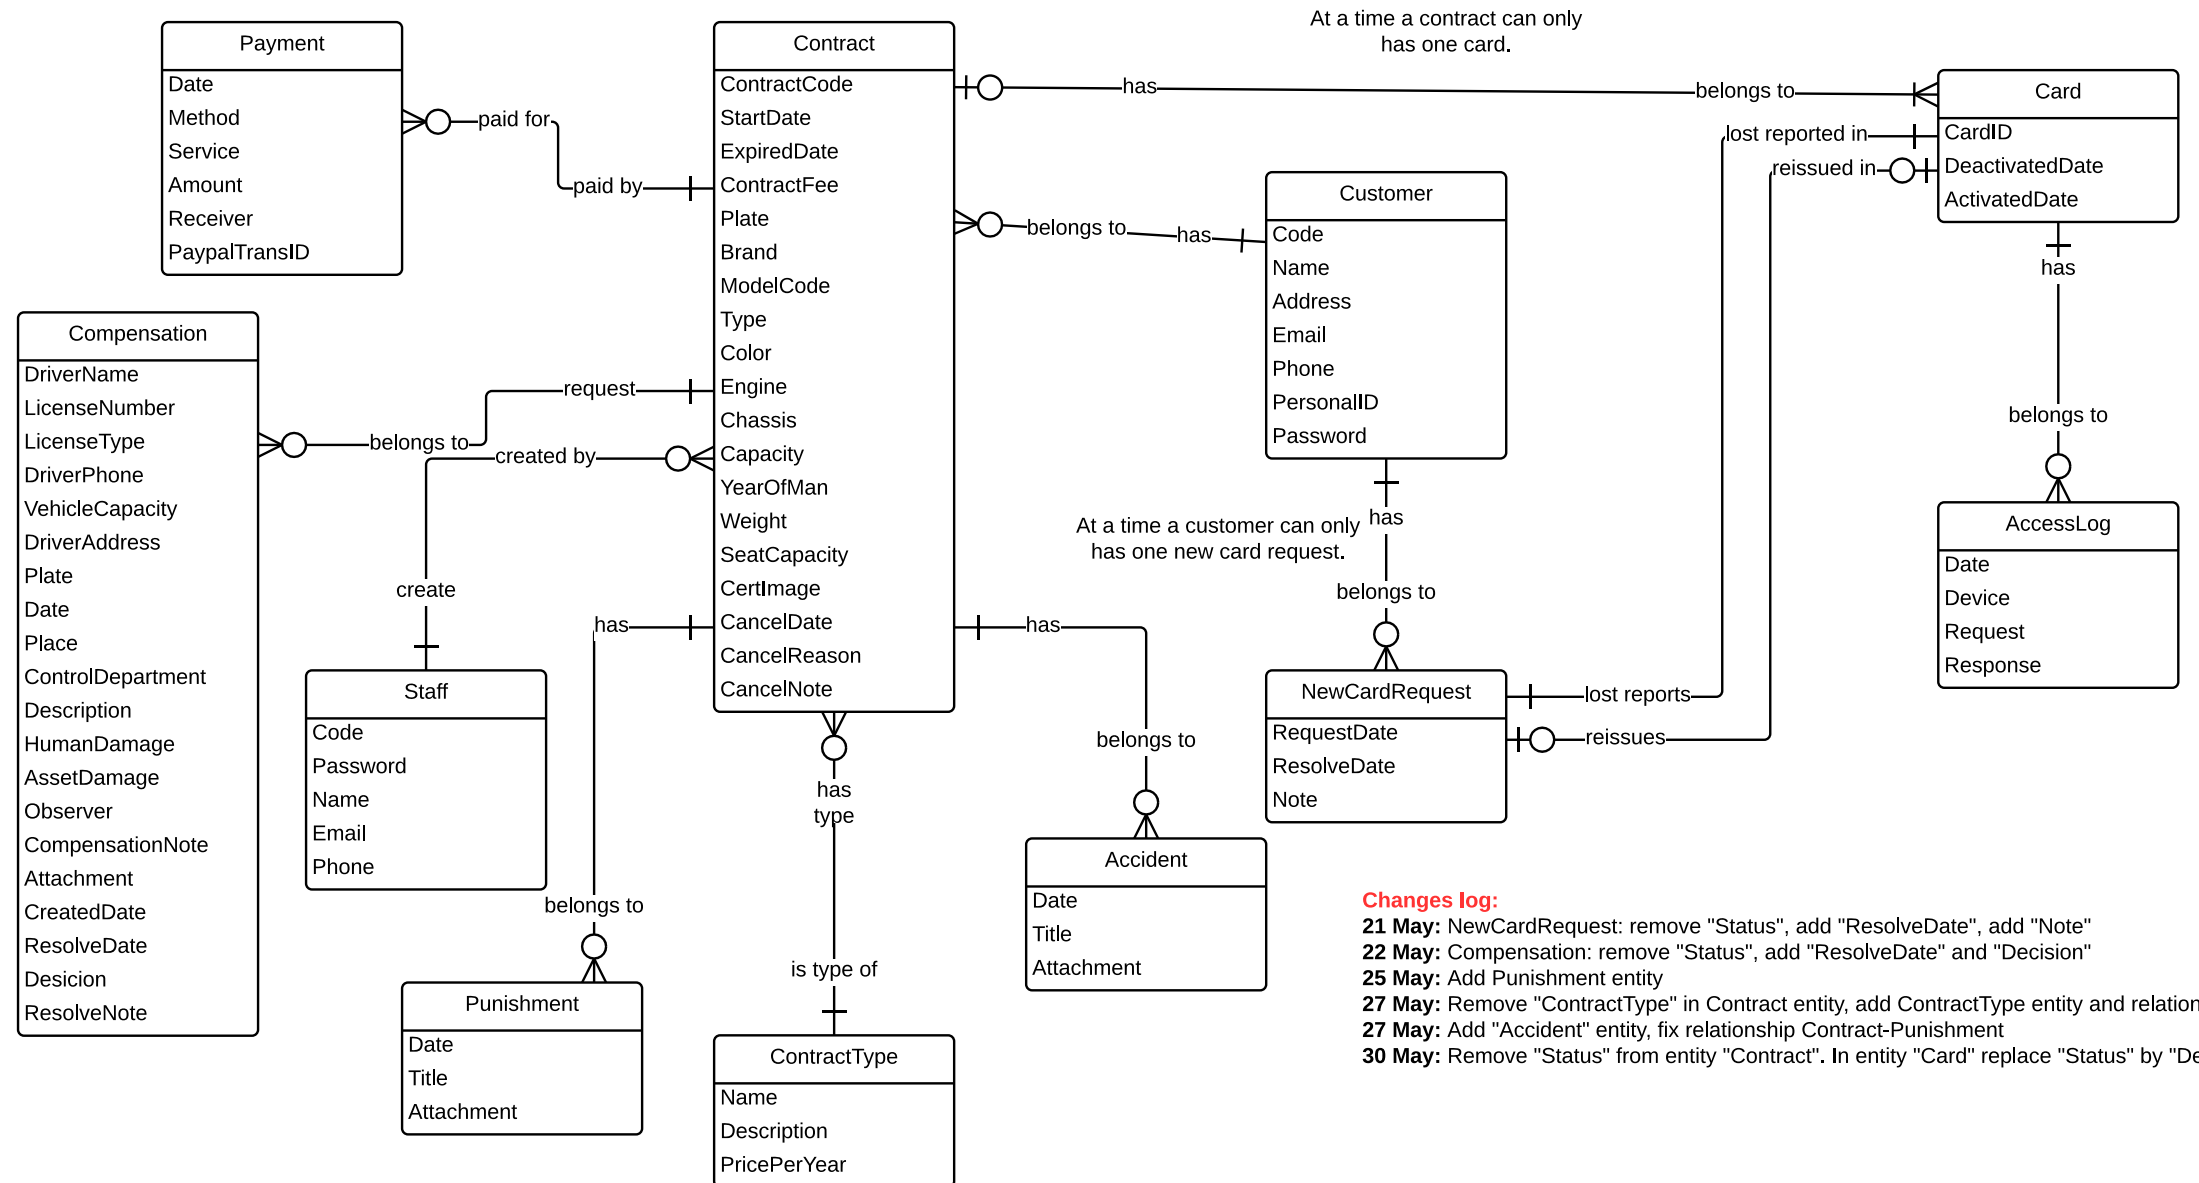 Payment
Date
Method
Service
Amount
Receiver
PaypalTransID
paid for
paid by
Contract
ContractCode
StartDate
ExpiredDate
ContractFee
Plate
Brand
ModelCode
Type
Color
Engine
Chassis
Capacity
YearOfMan
Weight
SeatCapacity
CertImage
CancelDate
CancelReason
CancelNote
At a time a contract can only
has one card.
has
belongs to
Card
CardID
DeactivatedDate
ActivatedDate
lost reported in
reissued in
belongs to
has
Customer
Code
Name
Address
Email
Phone
PersonalID
Password
has
belongs to
Compensation
DriverName
LicenseNumber
LicenseType
DriverPhone
VehicleCapacity
DriverAddress
Plate
Date
Place
ControlDepartment
Description
HumanDamage
AssetDamage
Observer
CompensationNote
Attachment
CreatedDate
ResolveDate
Desicion
ResolveNote
request
belongs to
created by
create
Staff
Code
Password
Name
Email
Phone
At a time a customer can only
has one new card request.
has
belongs to
AccessLog
Date
Device
Request
Response
NewCardRequest
RequestDate
ResolveDate
Note
lost reports
reissues
has
belongs to
Punishment
Date
Title
Attachment
has
type
is type of
ContractType
Name
Description
PricePerYear
has
belongs to
Accident
Date
Title
Attachment
Changes log:
21 May: NewCardRequest: remove "Status", add "ResolveDate", add "Note"
22 May: Compensation: remove "Status", add "ResolveDate" and "Decision"
25 May: Add Punishment entity
27 May: Remove "ContractType" in Contract entity, add ContractType entity and relation
27 May: Add "Accident" entity, fix relationship Contract-Punishment
30 May: Remove "Status" from entity "Contract". In entity "Card" replace "Status" by "De